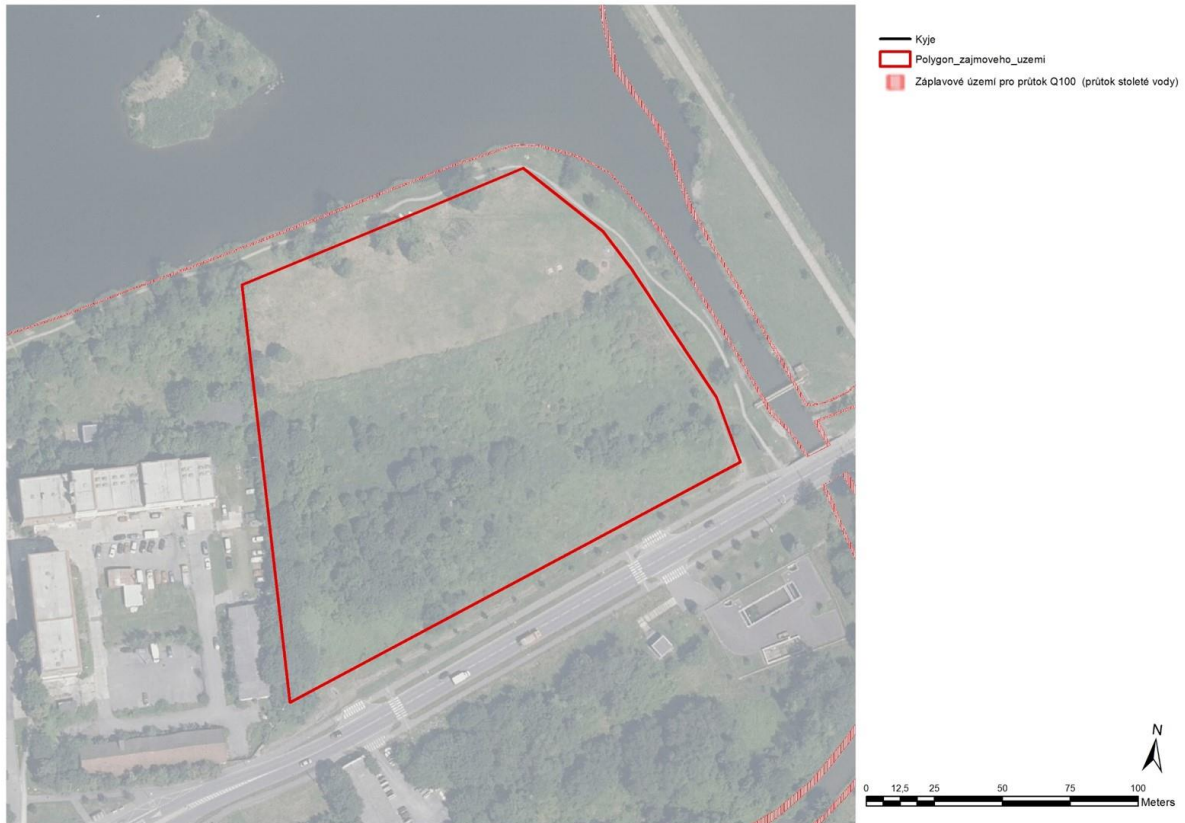 Kyje
Polygon_zajmoveho_uzemi
Záplavové území pro průtok Q100 (průtok stoleté vody)
N
0 12,5 25 50 75 100
Meters